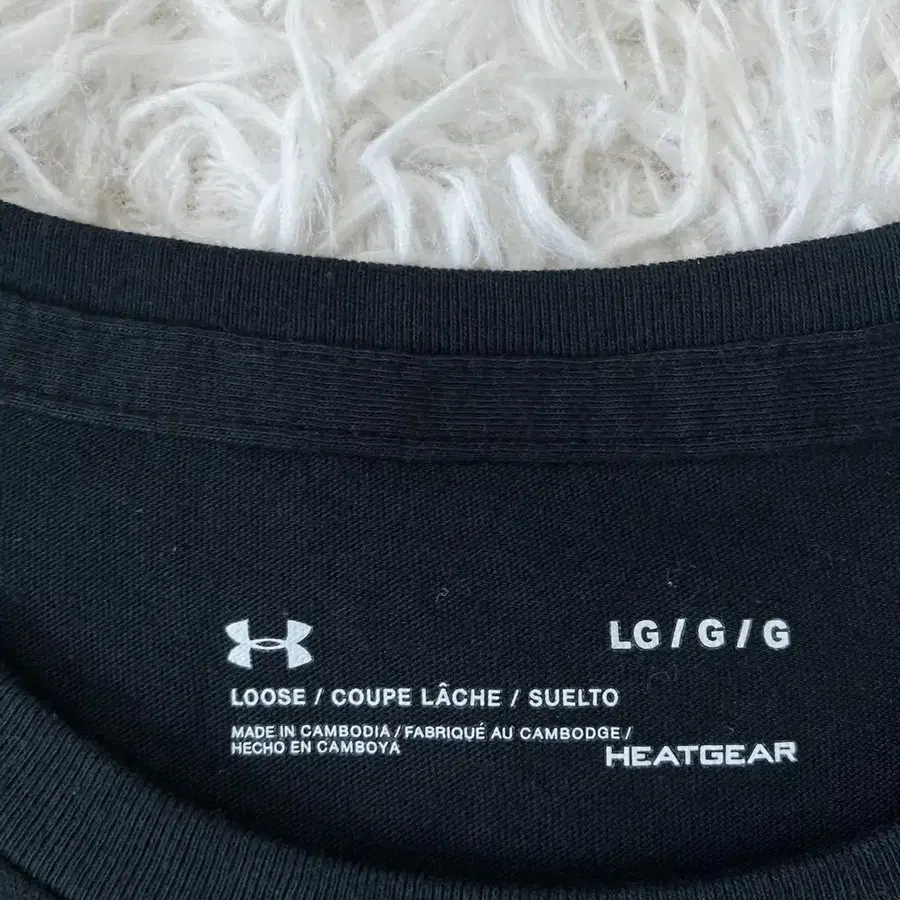 LG / G / G
LOOSE / COUPE LÂCHE / SUELTO
MADE IN CAMBODIA / FABRIQUÉ AU CAMBODGE /
HECHO EN CAMBOYA
HEATGEAR